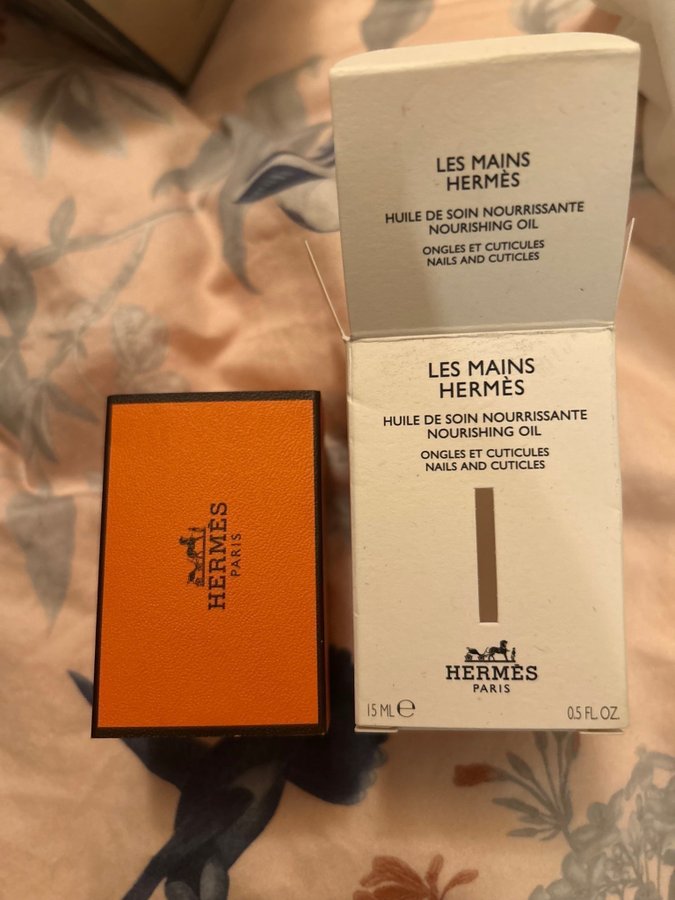 LES MAINS
HERMÈS
HUILE DE SOIN NOURRISSANTE
NOURISHING OIL
ONGLES ET CUTICULES
NAILS AND CUTICLES
LES MAINS
HERMÈS
HUILE DE SOIN NOURRISSANTE
NOURISHING OIL
ONGLES ET CUTICULES
NAILS AND CUTICLES
HERMÈS
PARIS
15 ML ℮
0.5 FL. OZ.
HERMÈS
PARIS